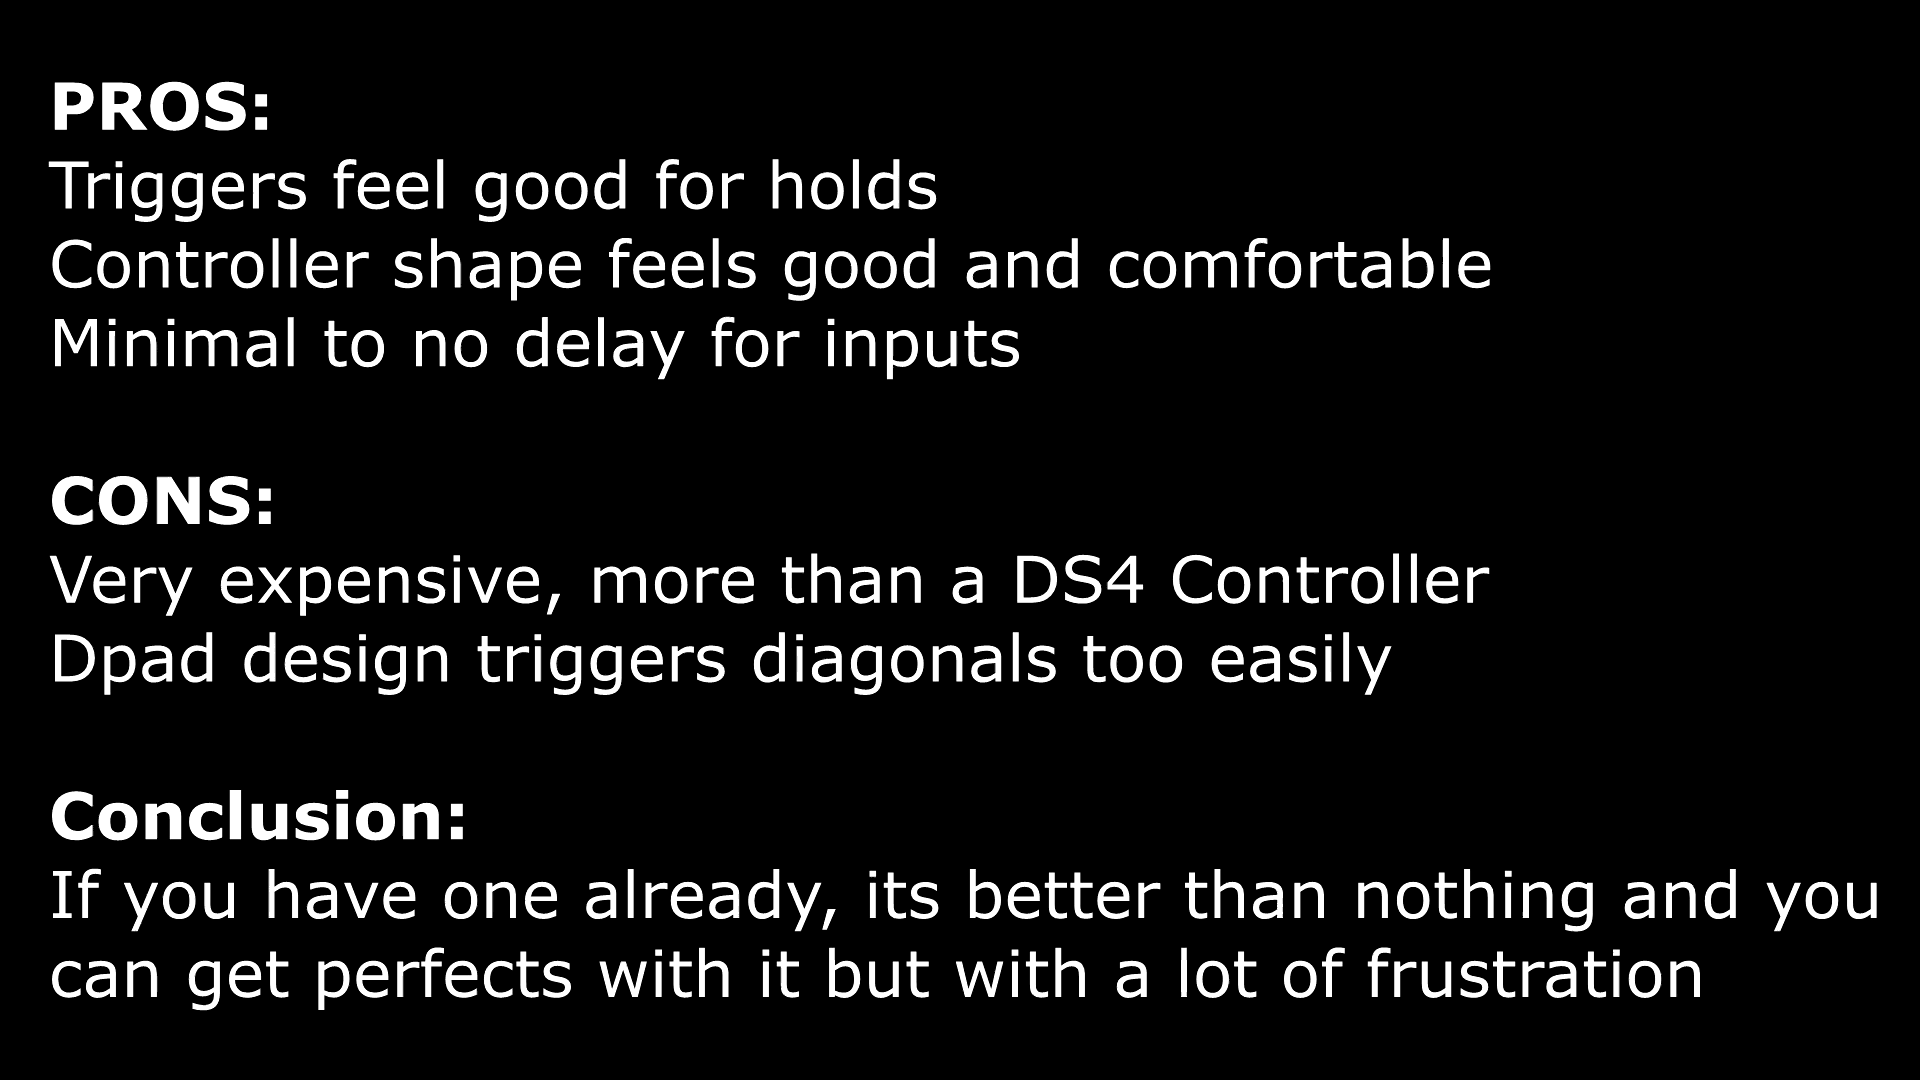 PROS:
Triggers feel good for holds
Controller shape feels good and comfortable
Minimal to no delay for inputs
CONS:
Very expensive, more than a DS4 Controller
Dpad design triggers diagonals too easily
Conclusion:
If you have one already, its better than nothing and you
can get perfects with it but with a lot of frustration